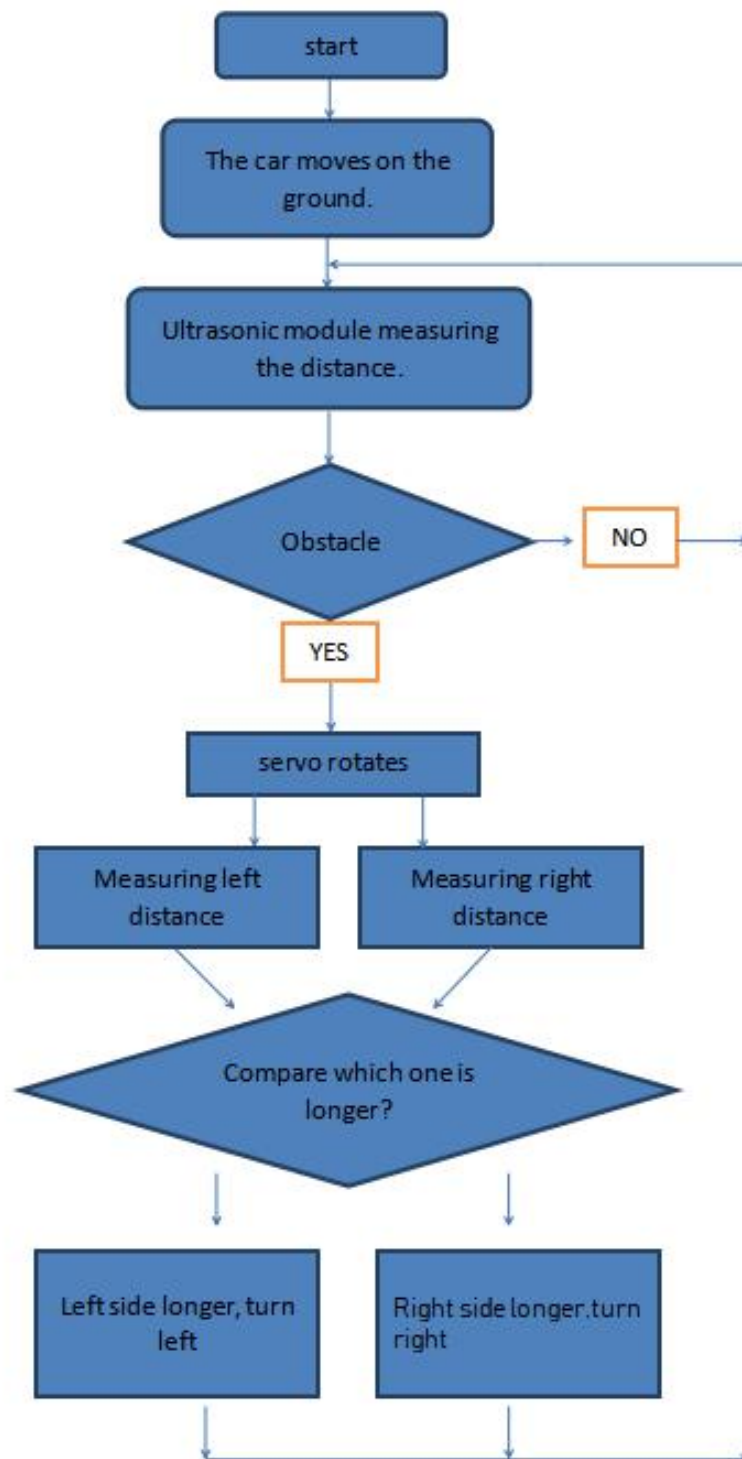 start
The car moves on the
ground.
Ultrasonic module measuring
the distance.
Obstacle
NO
YES
servo rotates
Measuring left
distance
Measuring right
distance
Compare which one is
longer?
Left side longer, turn
left
Right side longer.turn
right